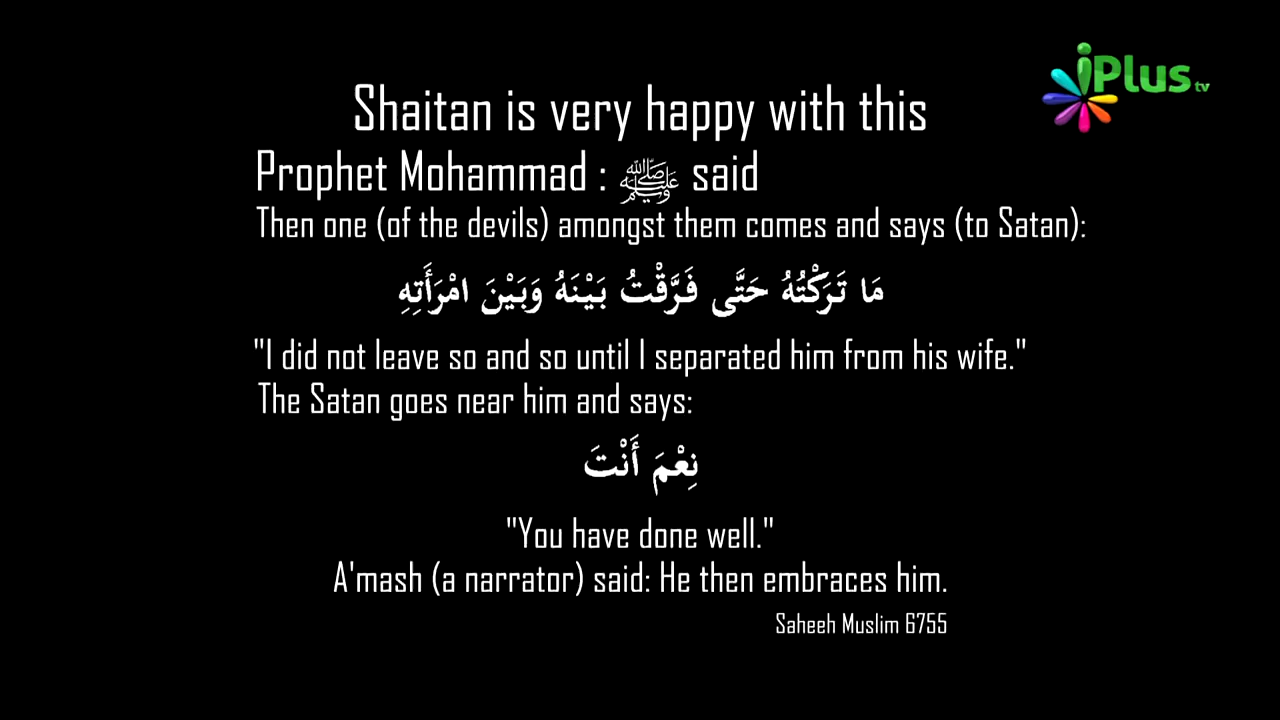 iPlus tv
Shaitan is very happy with this
Prophet Mohammad : ﷺ said
Then one (of the devils) amongst them comes and says (to Satan):
مَا تَرَكْتُهُ حَتَّى فَرَّقْتُ بَيْنَهُ وَبَيْنَ امْرَأَتِهِ
"I did not leave so and so until I separated him from his wife."
The Satan goes near him and says:
نِعْمَ أَنْتَ
"You have done well."
A'mash (a narrator) said: He then embraces him.
Saheeh Muslim 6755